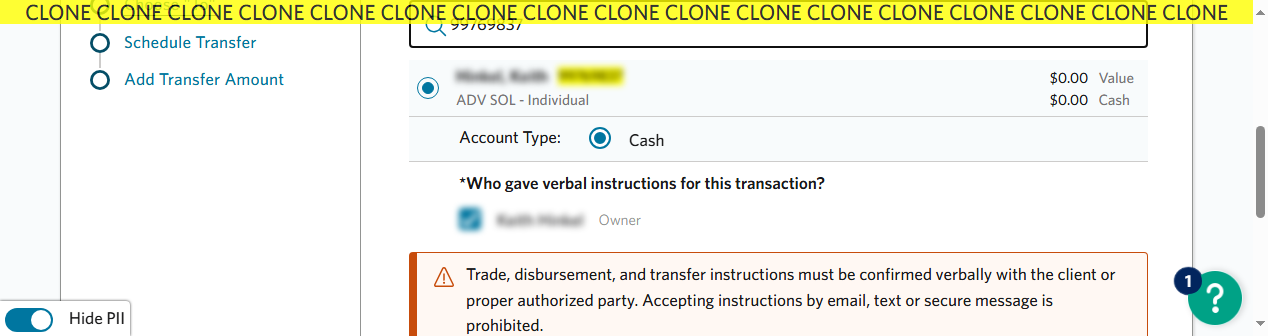 CLONE CLONE CLONE CLONE CLONE CLONE CLONE CLONE CLONE CLONE CLONE CLONE CLONE CLONE CLONE CLONE CLONE
Schedule Transfer
Add Transfer Amount
99769837
$0.00 Value
ADV SOL - Individual
$0.00 Cash
Account Type:
Cash
*Who gave verbal instructions for this transaction?
Owner
Trade, disbursement, and transfer instructions must be confirmed verbally with the client or
proper authorized party. Accepting instructions by email, text or secure message is
prohibited.
1
?
Hide PII